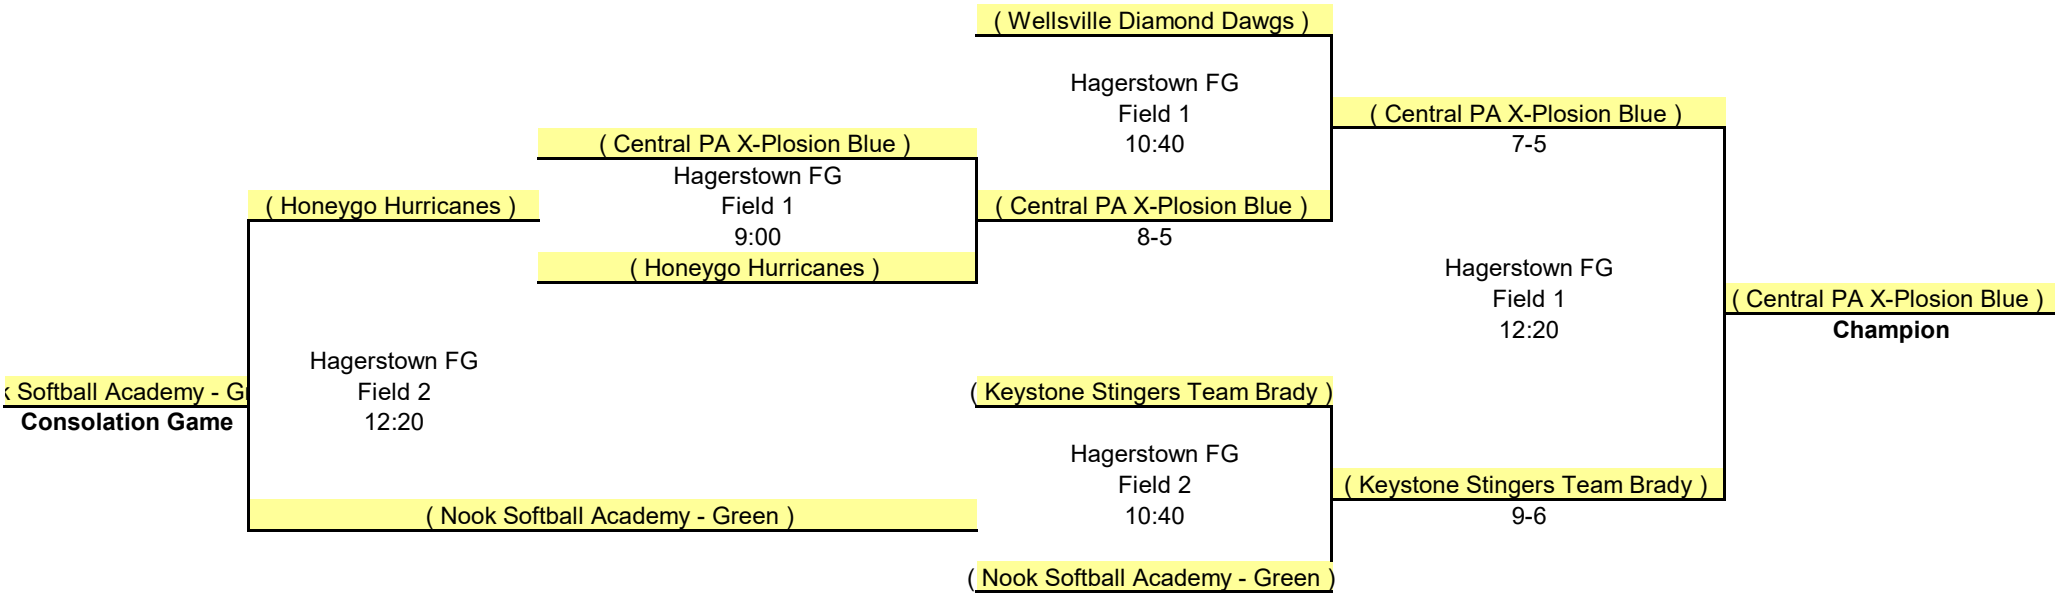 ( Wellsville Diamond Dawgs )
Hagerstown FG
Field 1
10:40
( Central PA X-Plosion Blue )
7-5
( Central PA X-Plosion Blue )
Hagerstown FG
Field 1
9:00
( Honeygo Hurricanes )
( Honeygo Hurricanes )
( Central PA X-Plosion Blue )
8-5
Hagerstown FG
Field 1
12:20
( Central PA X-Plosion Blue )
Champion
Hagerstown FG
Field 2
12:20
Softball Academy - G
Consolation Game
( Keystone Stingers Team Brady )
Hagerstown FG
Field 2
10:40
( Keystone Stingers Team Brady )
9-6
( Nook Softball Academy - Green )
( Nook Softball Academy - Green )